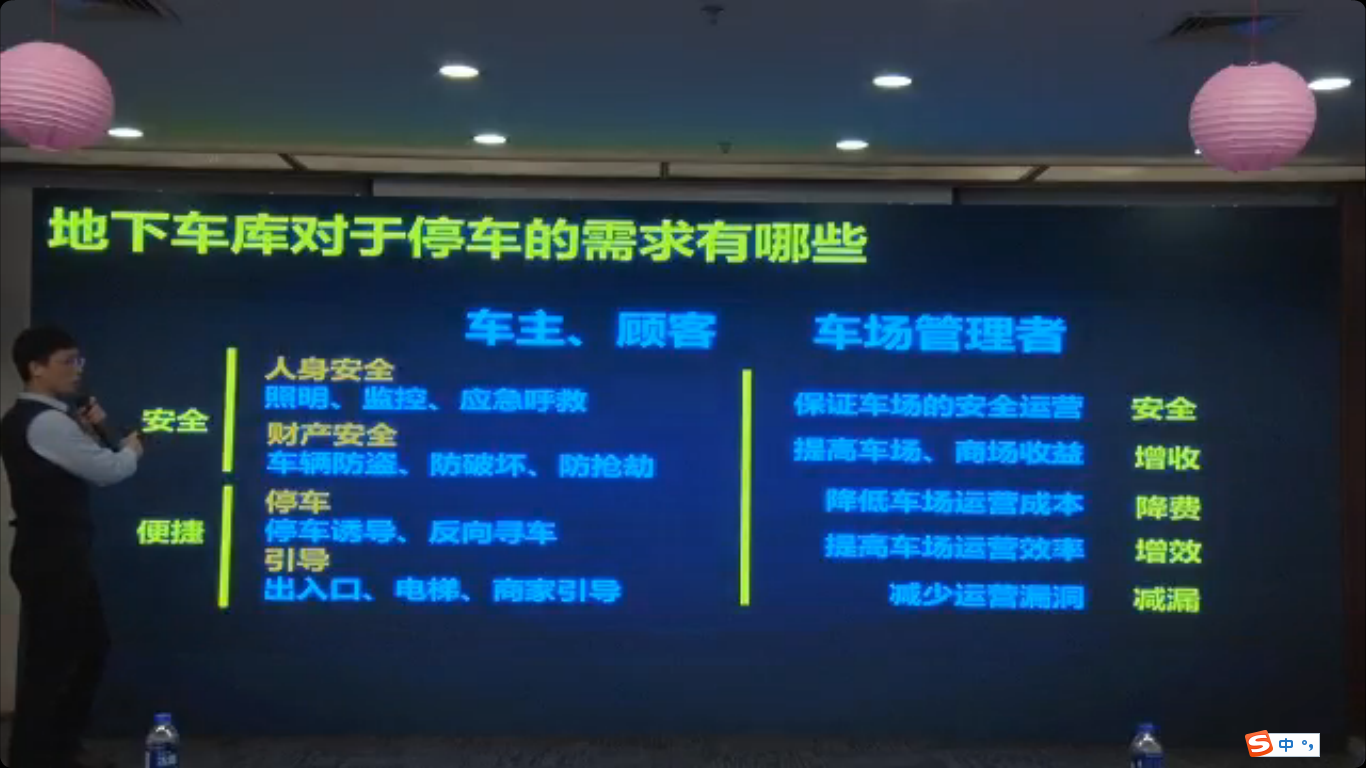 地下车库对于停车的需求有哪些
车主、顾客
车场管理者
安全
人身安全
照明、监控、应急呼救
财产安全
车辆防盗、防破坏、防抢劫
便捷
停车
停车诱导、反向寻车
引导
出入口、电梯、商家引导
保证车场的安全运营 安全
提高车场、商场收益 增收
降低车场运营成本 降费
提高车场运营效率 增效
减少运营漏洞 减漏
S中°,